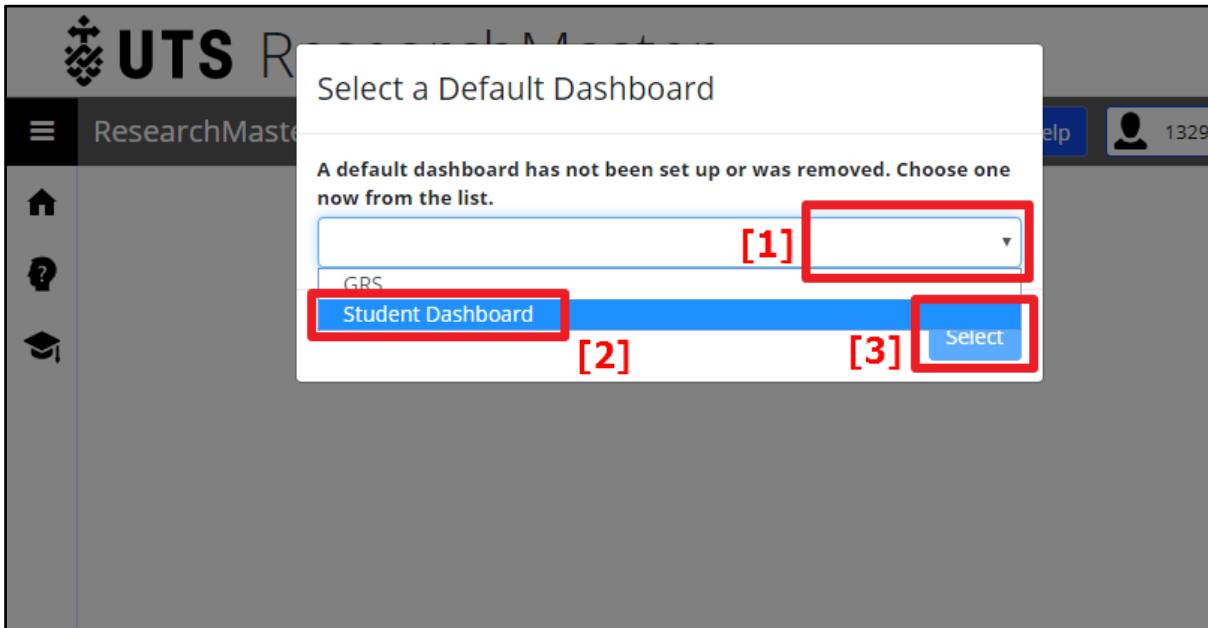 UTS ResearchMaster
Select a Default Dashboard
ResearchMaste
elp
1329
A default dashboard has not been set up or was removed. Choose one
now from the list.
[1]
GRS
Student Dashboard
[2]
[3]
Select